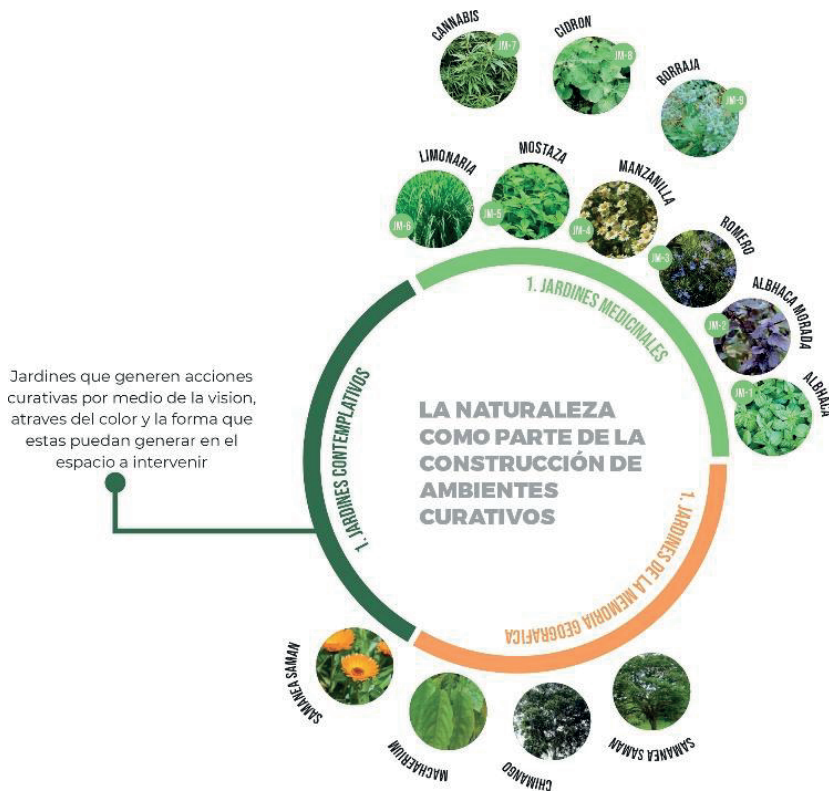 CANNABIS
JM-7
CIDRON
JM-8
BORRAJA
JM-9
LIMONARIA
JM-6
MOSTAZA
JM-5
MANZANILLA
JM-4
ROMERO
JM-3
ALBHACA MORADA
JM-2
ALBHACA
JM-1
1. JARDINES MEDICINALES
1. JARDINES CONTEMPLATIVOS
Jardines que generen acciones
curativas por medio de la vision,
atraves del color y la forma que
estas puedan generar en el
espacio a intervenir
LA NATURALEZA
COMO PARTE DE LA
CONSTRUCCIÓN DE
AMBIENTES
CURATIVOS
1. JARDINES DE LA MEMORIA GEOGRAFICA
SAMANEA SAMAN
MACHAERIUM
CHIMANGO
SAMANEA SAMAN